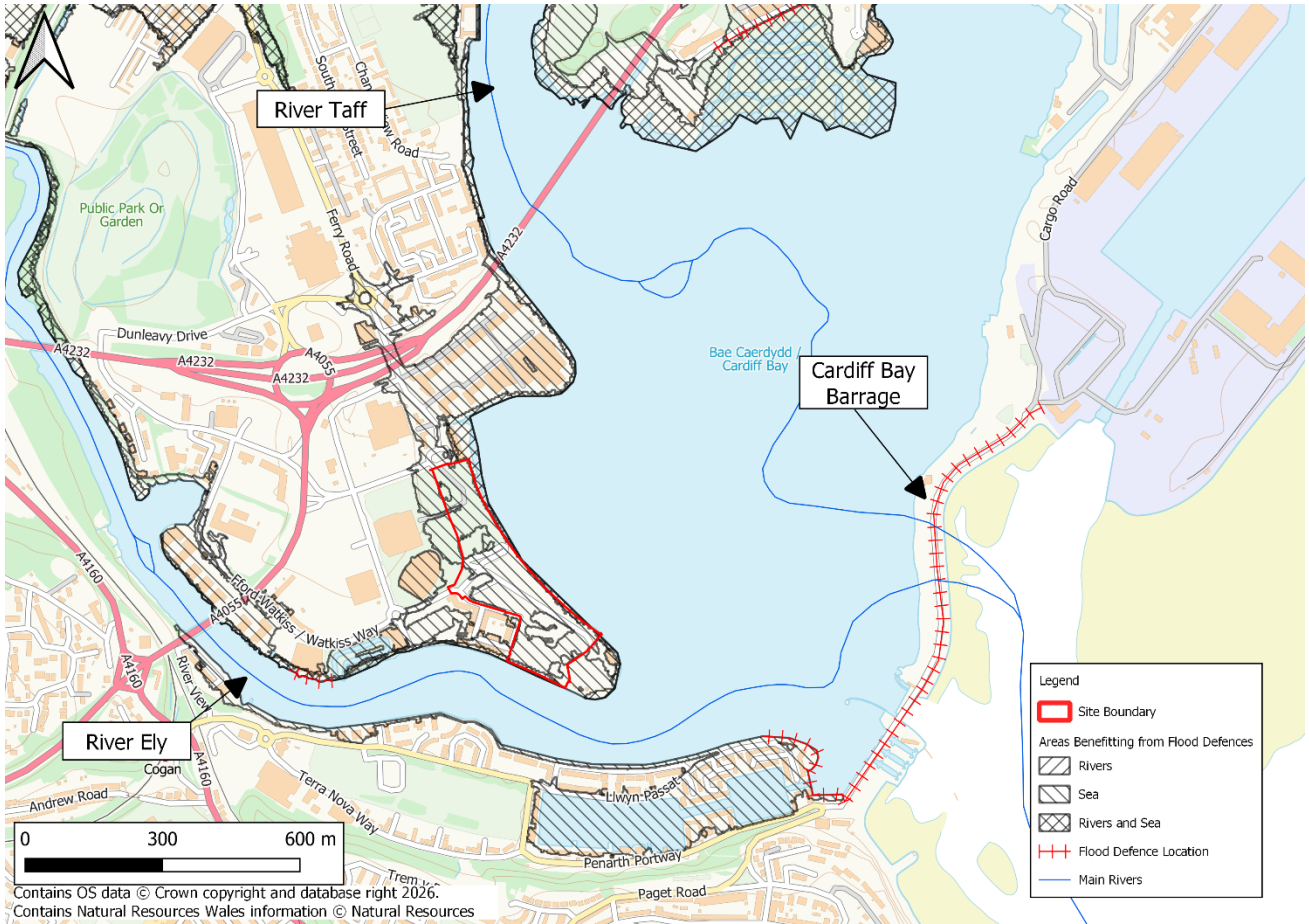 River Taff
South
Street
Road
Public Park Or
Garden
Ferry Road
A4232
Cargo Road
Dunleavy Drive
A4232
A4232
A4055
A4232
Bae Caerdydd /
Cardiff Bay
Cardiff Bay
Barrage
A4160
Ffordd Watkiss / Watkiss Way
A4055
River View
A4160
River Ely
Cogan
A4160
Andrew Road
Terra Nova Way
Llwyn Passat
Penarth Portway
Paget Road
Legend
Site Boundary
Areas Benefitting from Flood Defences
Rivers
Sea
Rivers and Sea
Flood Defence Location
Main Rivers
0 300 600 m
Contains OS data © Crown copyright and database right 2026.
Contains Natural Resources Wales information © Natural Resources